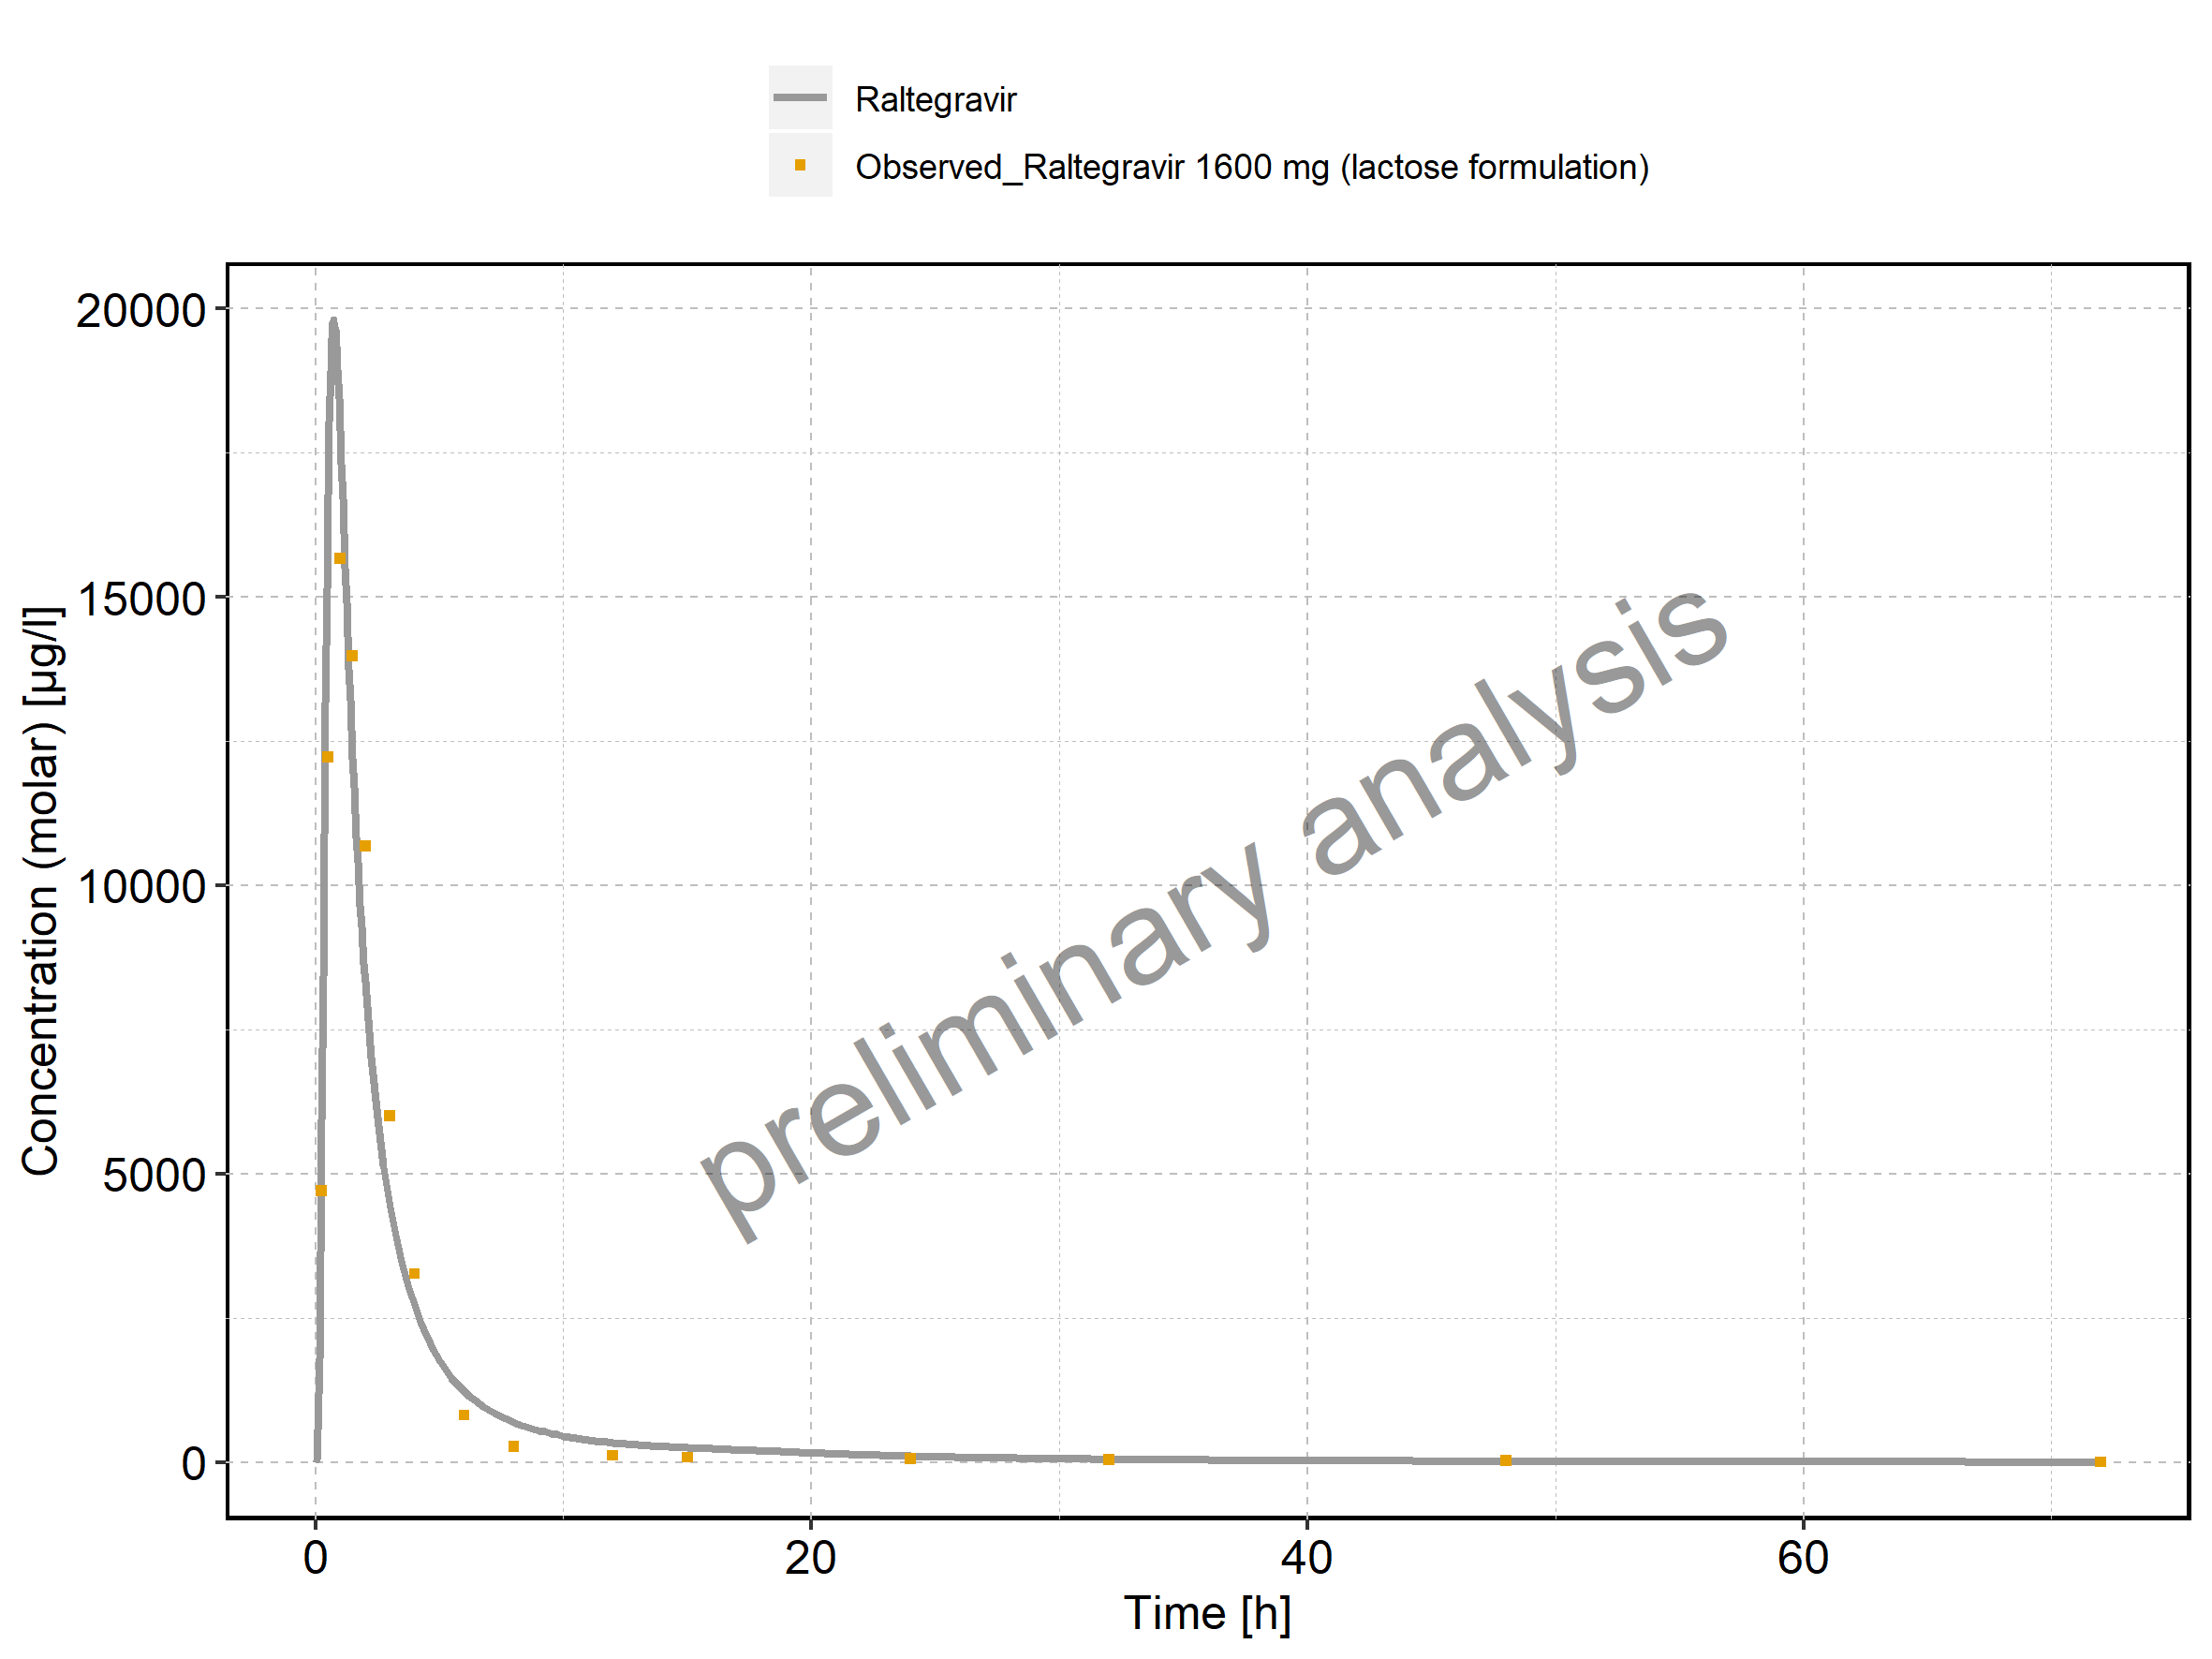 Raltegravir
Observed_Raltegravir 1600 mg (lactose formulation)
20000
15000
10000
5000
0
Concentration (molar) [µg/l]
preliminary analysis
0 20 40 60
Time [h]